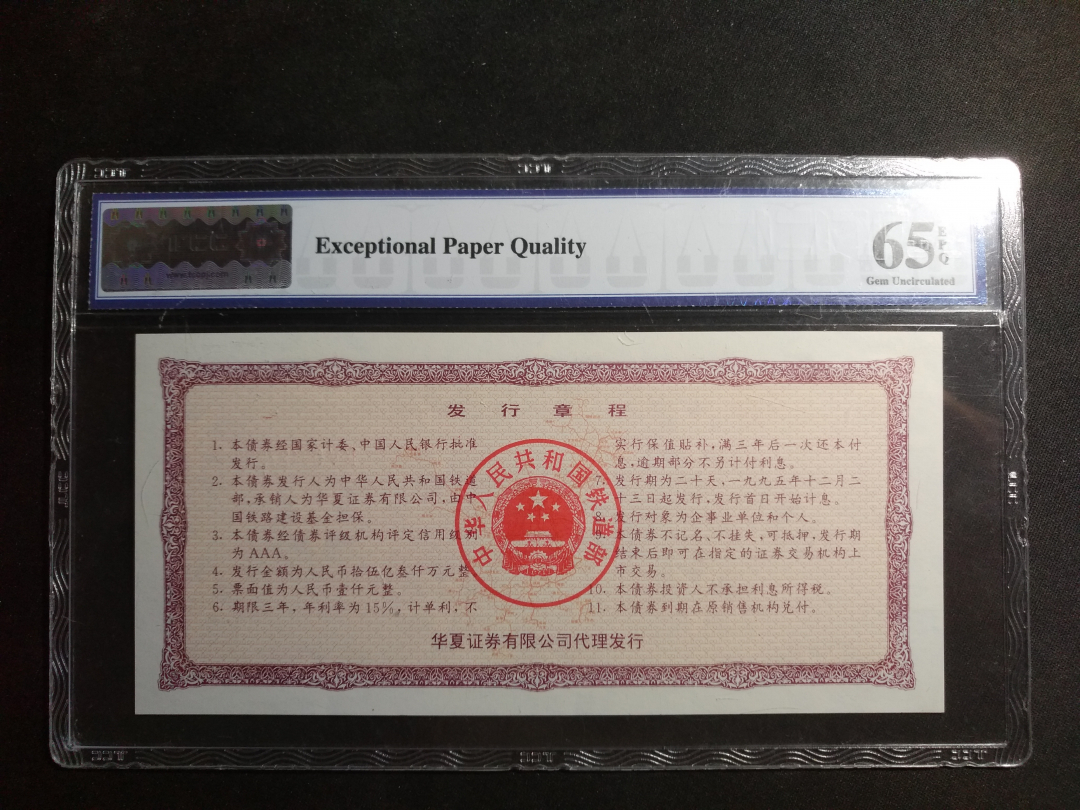 Exceptional Paper Quality
65
EPQ
Gem Uncirculated
发行章程
1. 本债券经国家计委、中国人民银行批准
发行。
2. 本债券发行人为中华人民共和国铁道
部,承销人为华夏证券有限公司,由中
国铁路建设基金担保。
3. 本债券经债券评级机构评定信用级别
为AAA。
4. 发行金额为人民币拾伍亿叁仟万元整
5. 票面值为人民币壹仟元整。
6. 期限三年,年利率为15%,计单利,不
实行保值贴补,满三年后一次还本付
息,逾期部分不另计付利息。
7. 发行期为二十天,一九九五年十二月二
十三日起发行,发行首日开始计息。
发行对象为企事业单位和个人。
本债券不记名、不挂失、可抵押,发行期
结束后即可在指定的证券交易机构上
市交易。
10. 本债券投资人不承担利息所得税。
11. 本债券到期在原销售机构兑付。
中华人民共和国铁道部
华夏证券有限公司代理发行